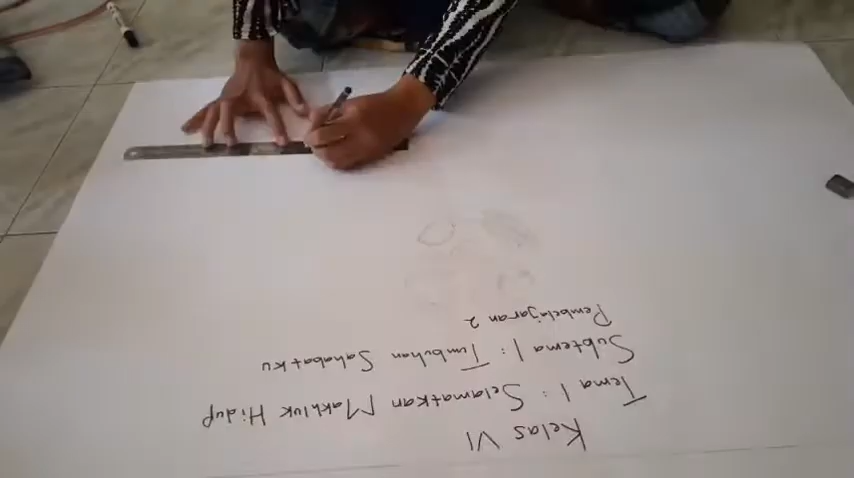 Kelas VI
Tema 1 : Selamatkan Makhluk Hidup
Subtema 1 : Tumbuhan Sahabatku
Pembelajaran 2